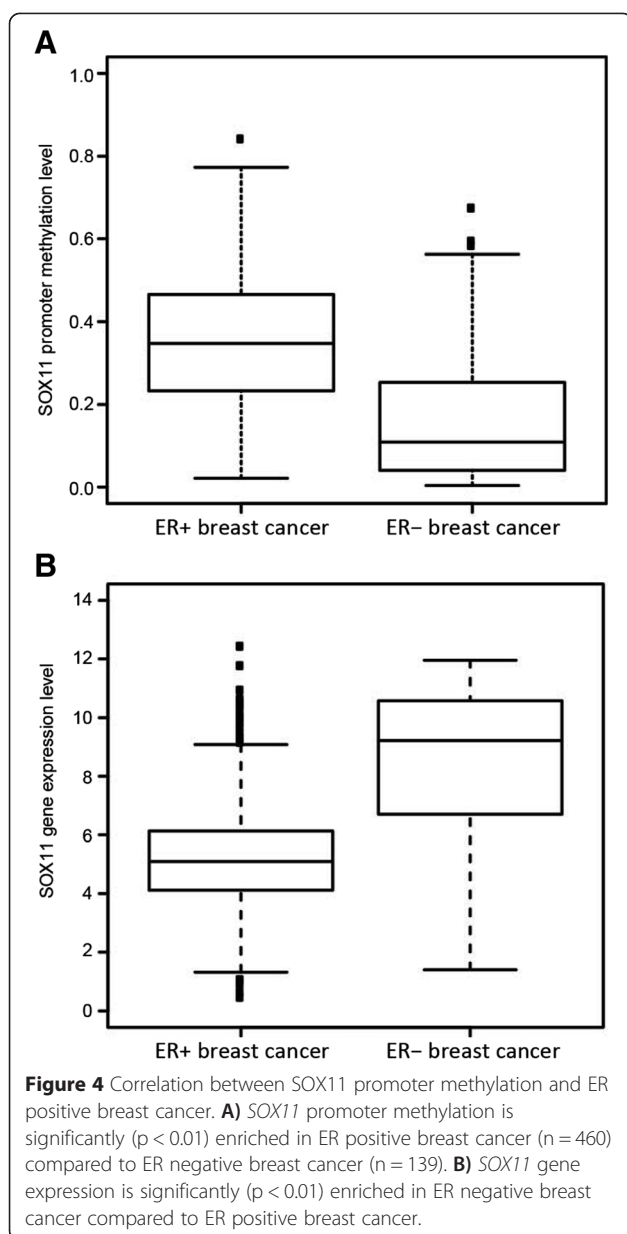 A
SOX11 promoter methylation level
1.0
0.8
0.6
0.4
0.2
0.0
ER+ breast cancer ER− breast cancer
B
SOX11 gene expression level
14
12
10
8
6
4
2
0
ER+ breast cancer ER− breast cancer
Figure 4 Correlation between SOX11 promoter methylation and ER
positive breast cancer. A) SOX11 promoter methylation is
significantly (p < 0.01) enriched in ER positive breast cancer (n = 460)
compared to ER negative breast cancer (n = 139). B) SOX11 gene
expression is significantly (p < 0.01) enriched in ER negative breast
cancer compared to ER positive breast cancer.